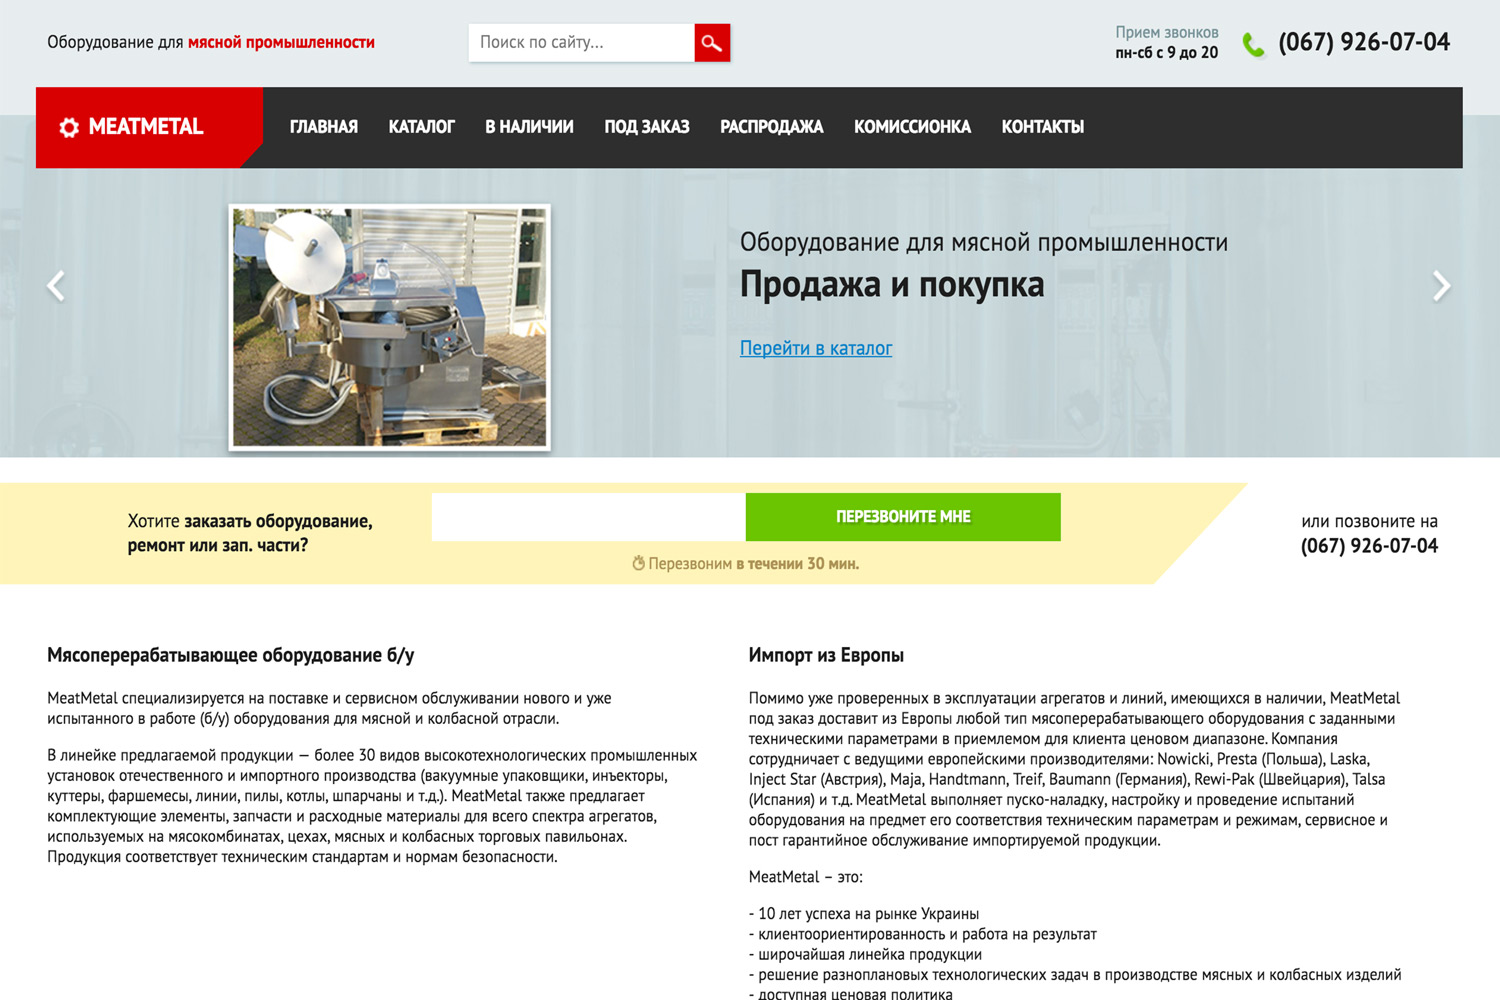 Оборудование для мясной промышленности
Поиск по сайту...
Прием звонков
пн-сб с 9 до 20
(067) 926-07-04
MEATMETAL
ГЛАВНАЯ КАТАЛОГ В НАЛИЧИИ ПОД ЗАКАЗ РАСПРОДАЖА КОМИССИОНКА КОНТАКТЫ
Оборудование для мясной промышленности
Продажа и покупка
Перейти в каталог
Хотите заказать оборудование,
ремонт или зап. части?
ПЕРЕЗВОНИТЕ МНЕ
Перезвоним в течении 30 мин.
или позвоните на
(067) 926-07-04
Мясоперерабатывающее оборудование б/у
MeatMetal специализируется на поставке и сервисном обслуживании нового и уже
испытанного в работе (б/у) оборудования для мясной и колбасной отрасли.
В линейке предлагаемой продукции — более 30 видов высокотехнологических промышленных
установок отечественного и импортного производства (вакуумные упаковщики, инъекторы,
куттеры, фаршемесы, линии, пилы, котлы, шпарчаны и т.д.). MeatMetal также предлагает
комплектующие элементы, запчасти и расходные материалы для всего спектра агрегатов,
используемых на мясокомбинатах, цехах, мясных и колбасных торговых павильонах.
Продукция соответствует техническим стандартам и нормам безопасности.
Импорт из Европы
Помимо уже проверенных в эксплуатации агрегатов и линий, имеющихся в наличии, MeatMetal
под заказ доставит из Европы любой тип мясоперерабатывающего оборудования с заданными
техническими параметрами в приемлемом для клиента ценовом диапазоне. Компания
сотрудничает с ведущими европейскими производителями: Nowicki, Presta (Польша), Laska,
Inject Star (Австрия), Maja, Handtmann, Treif, Baumann (Германия), Rewi-Pak (Швейцария), Talsa
(Испания) и т.д. MeatMetal выполняет пуско-наладку, настройку и проведение испытаний
оборудования на предмет его соответствия техническим параметрам и режимам, сервисное и
пост гарантийное обслуживание импортируемой продукции.
MeatMetal – это:
- 10 лет успеха на рынке Украины
- клиентоориентированность и работа на результат
- широчайшая линейка продукции
- решение разноплановых технологических задач в производстве мясных и колбасных изделий
- доступная ценовая политика